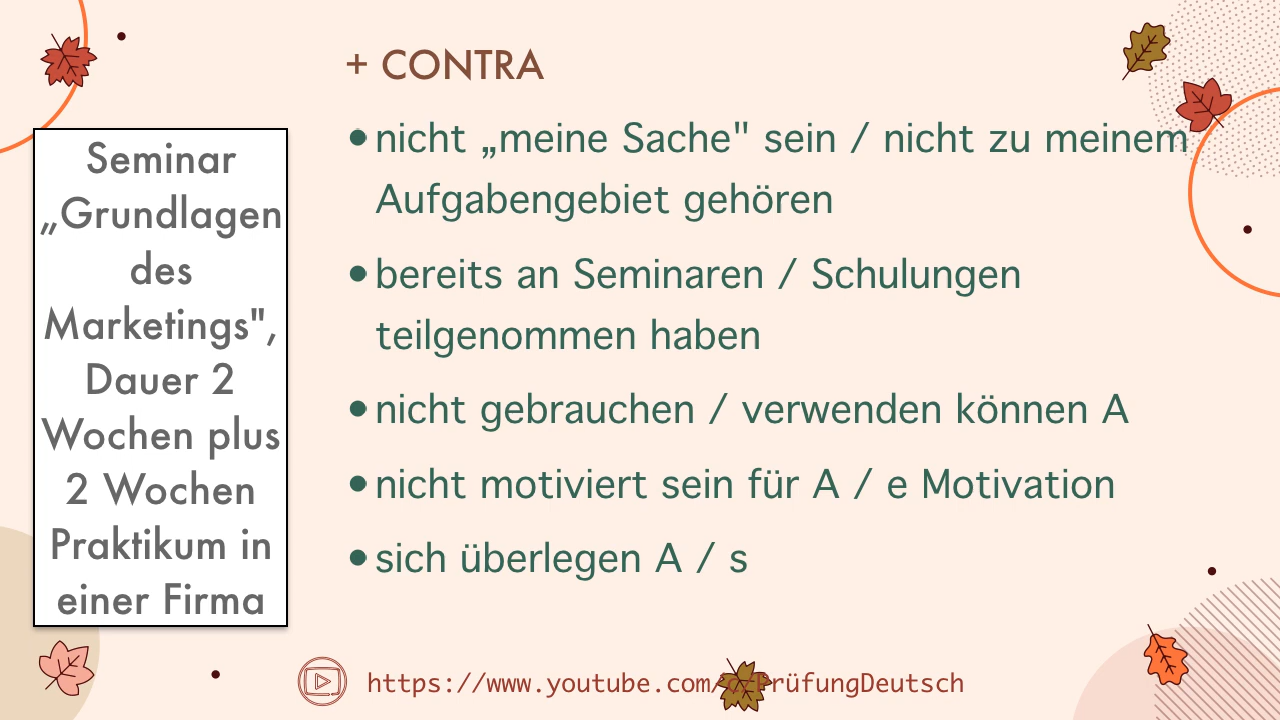 + CONTRA
Seminar
„Grundlagen
des
Marketings",
Dauer 2
Wochen plus
2 Wochen
Praktikum in
einer Firma
• nicht „meine Sache" sein / nicht zu meinem
Aufgabengebiet gehören
• bereits an Seminaren / Schulungen
teilgenommen haben
• nicht gebrauchen / verwenden können A
• nicht motiviert sein für A / e Motivation
• sich überlegen A / s
https://www.youtube.com/c/PrüfungDeutsch